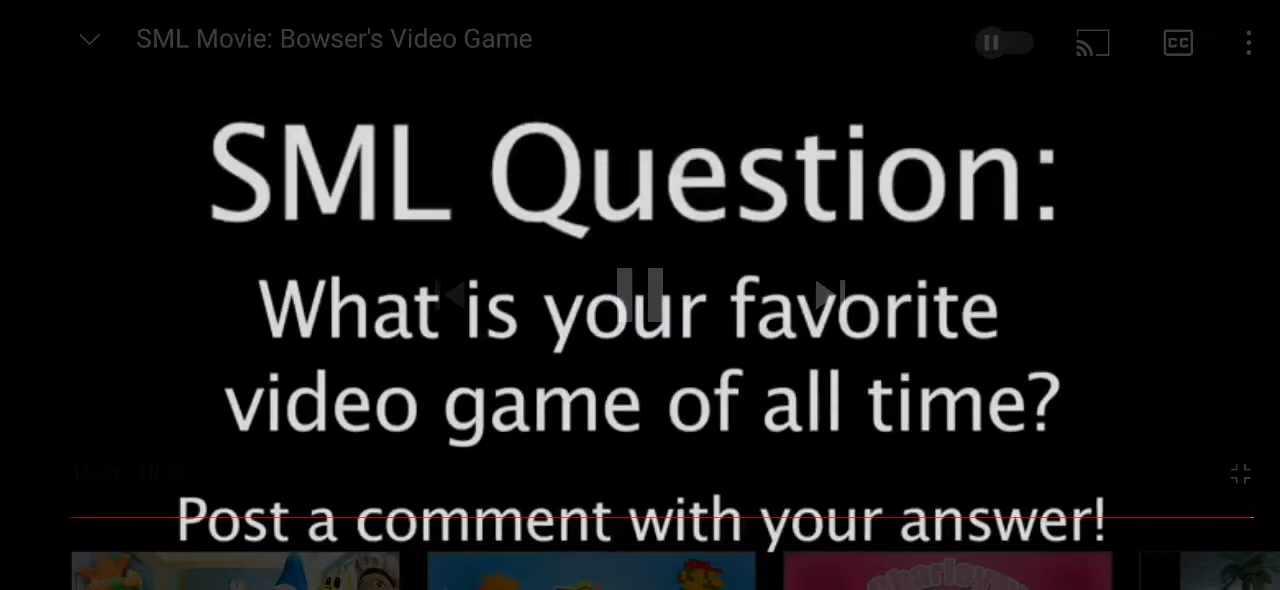 SML Movie: Bowser's Video Game
CC
SML Question:
What is your favorite
video game of all time?
Post a comment with your answer!